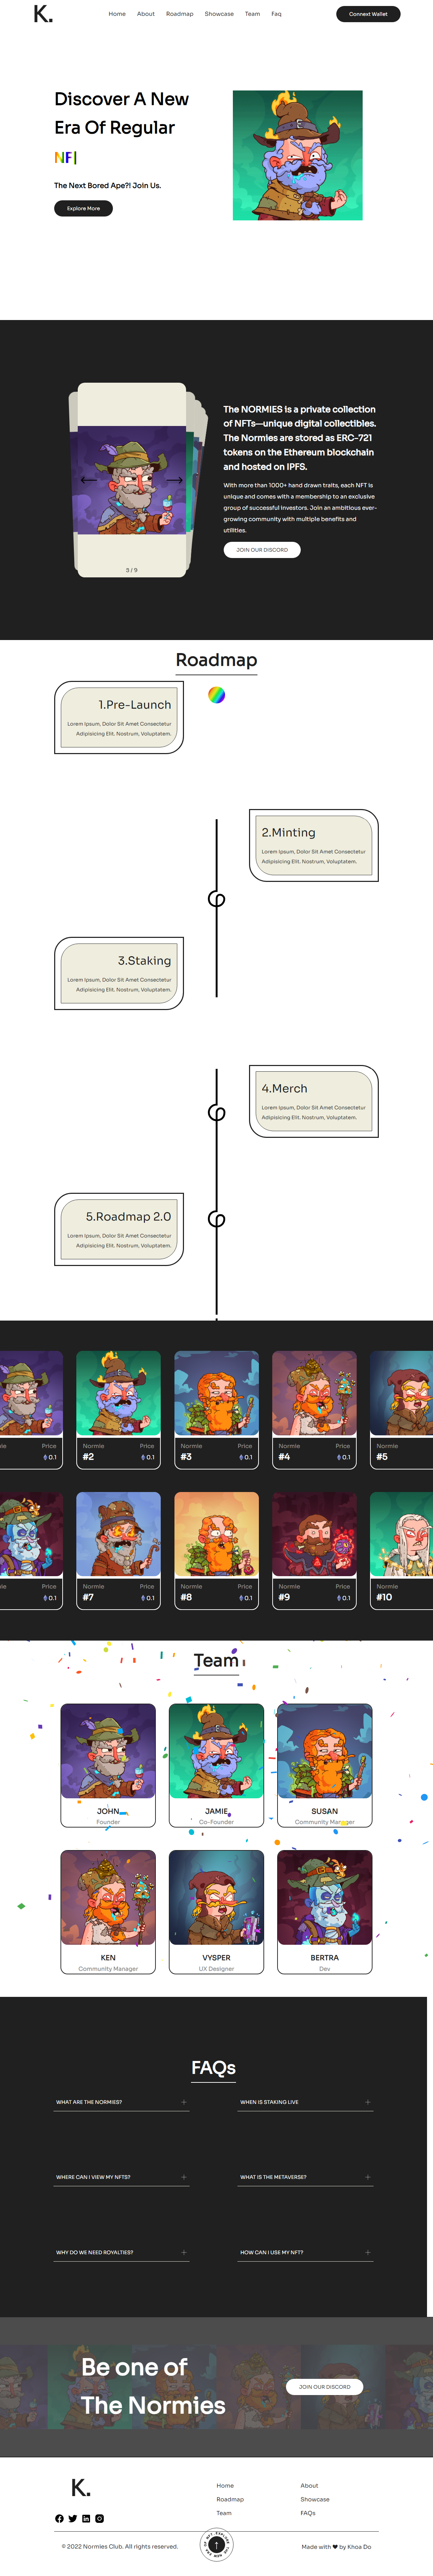 K.
Home About Roadmap Showcase Team Faq
Connext Wallet
Discover A New
Era Of Regular
NF|
The Next Bored Ape?! Join Us.
Explore More
The NORMIES is a private collection
of NFTs—unique digital collectibles.
The Normies are stored as ERC-721
tokens on the Ethereum blockchain
and hosted on IPFS.
With more than 1000+ hand drawn traits, each NFT is
unique and comes with a membership to an exclusive
group of successful investors. Join an ambitious ever-
growing community with multiple benefits and
utilities.
JOIN OUR DISCORD
3 / 9
Roadmap
1.Pre-Launch
Lorem Ipsum, Dolor Sit Amet Consectetur
Adipisicing Elit. Nostrum, Voluptatem.
2.Minting
Lorem Ipsum, Dolor Sit Amet Consectetur
Adipisicing Elit. Nostrum, Voluptatem.
3.Staking
Lorem Ipsum, Dolor Sit Amet Consectetur
Adipisicing Elit. Nostrum, Voluptatem.
4.Merch
Lorem Ipsum, Dolor Sit Amet Consectetur
Adipisicing Elit. Nostrum, Voluptatem.
5.Roadmap 2.0
Lorem Ipsum, Dolor Sit Amet Consectetur
Adipisicing Elit. Nostrum, Voluptatem.
mie Price Normie Price Normie Price Normie Price Normie
0.1 #2 0.1 #3 0.1 #4 0.1 #5
mie Price Normie Price Normie Price Normie Price Normie
0.1 #7 0.1 #8 0.1 #9 0.1 #10
Team
JOHN JAMIE SUSAN
Founder Co-Founder Community Manager
KEN VYSPER BERTRA
Community Manager UX Designer Dev
FAQs
WHAT ARE THE NORMIES? + WHEN IS STAKING LIVE +
WHERE CAN I VIEW MY NFTS? + WHAT IS THE METAVERSE? +
WHY DO WE NEED ROYALTIES? + HOW CAN I USE MY NFT? +
Be one of
The Normies
JOIN OUR DISCORD
K.
Home About
Roadmap Showcase
Team FAQs
© 2022 Normies Club. All rights reserved.
Made with ❤ by Khoa Do